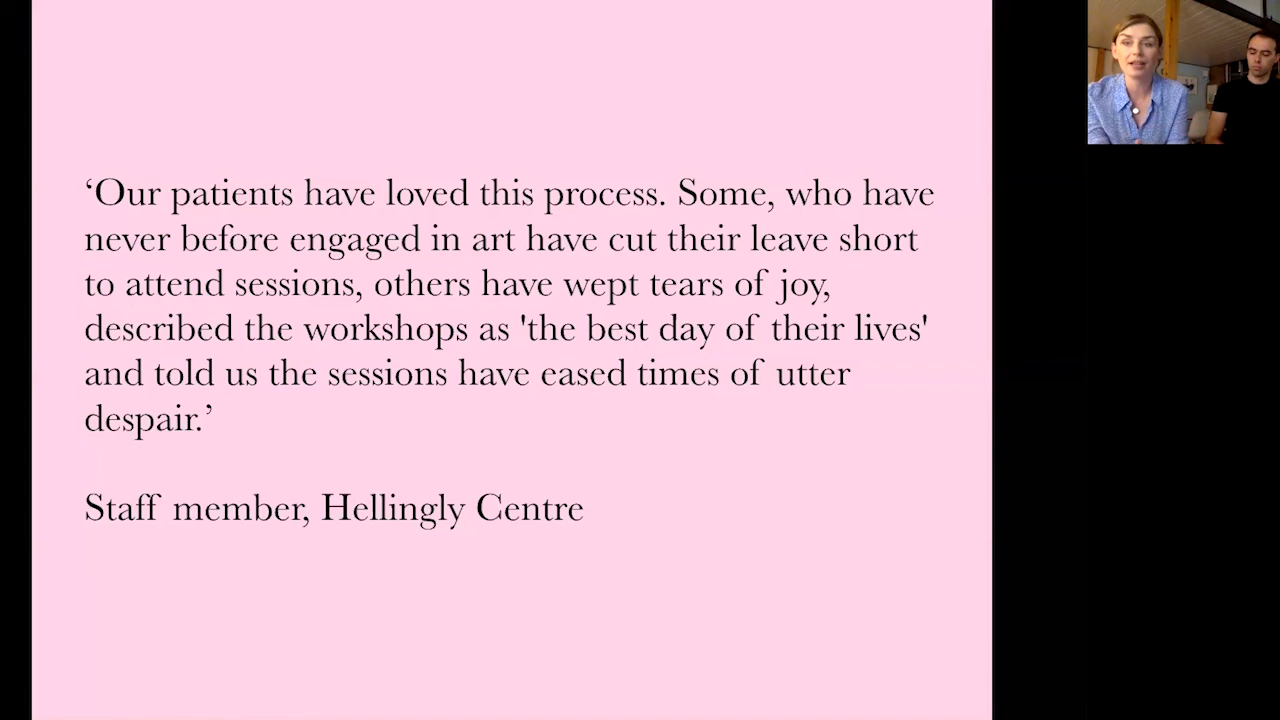 ‘Our patients have loved this process. Some, who have
never before engaged in art have cut their leave short
to attend sessions, others have wept tears of joy,
described the workshops as 'the best day of their lives'
and told us the sessions have eased times of utter
despair.’
Staff member, Hellingly Centre